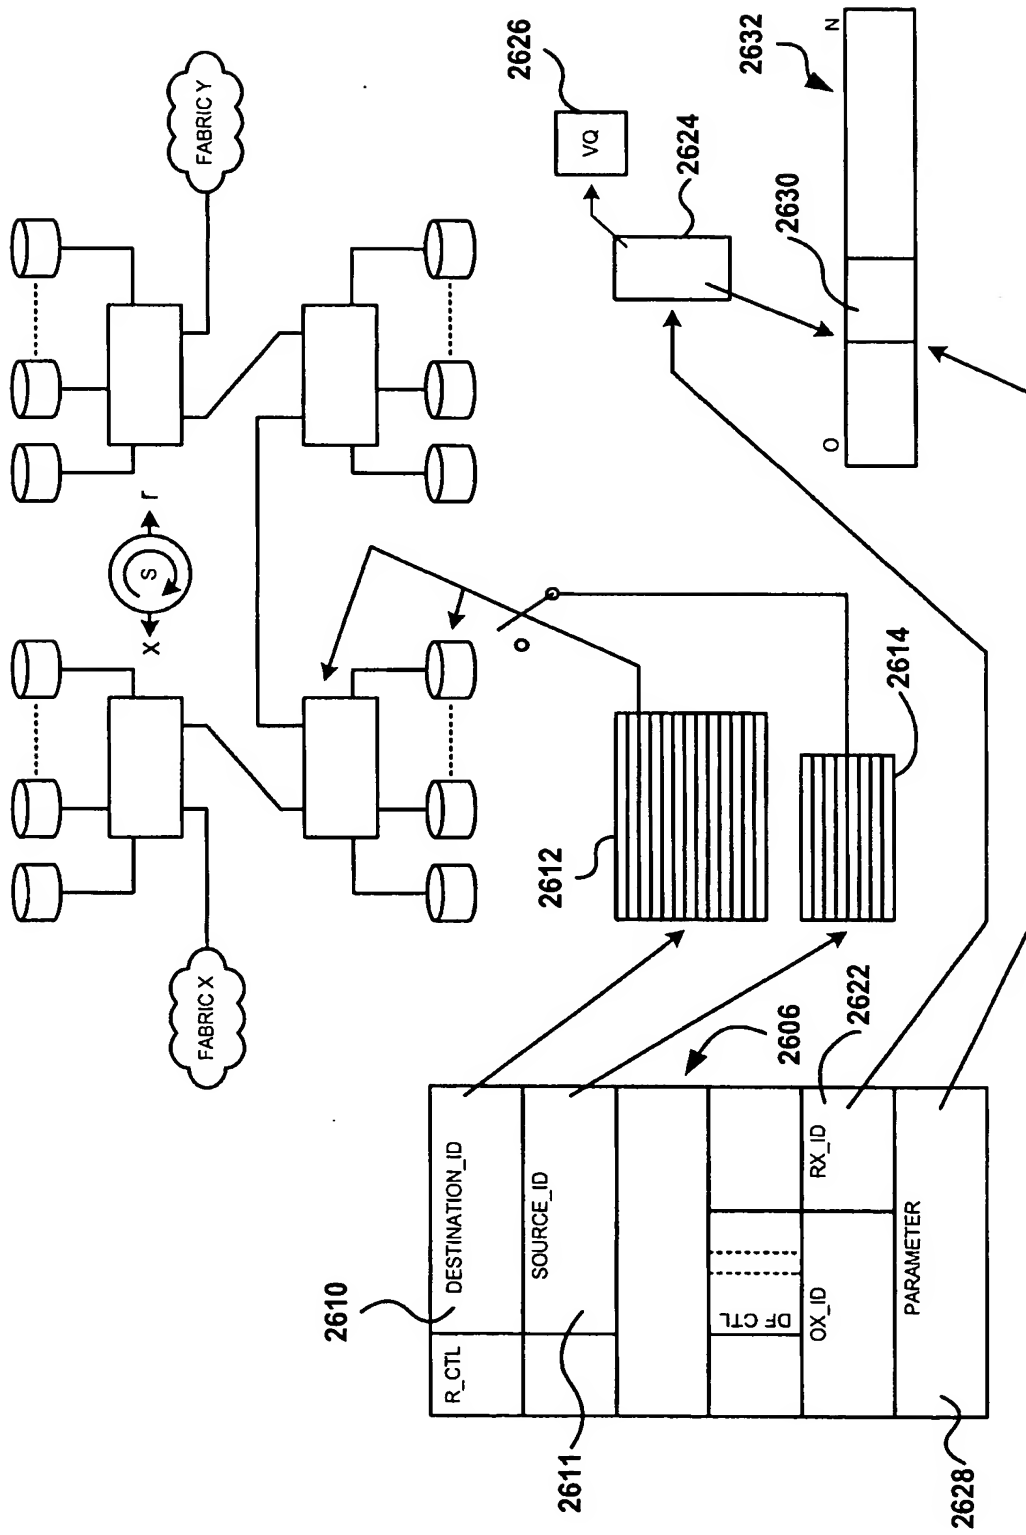 FABRIC X
FABRIC Y
X
S
r
2610
R_CTL
DESTINATION_ID
2611
SOURCE_ID
2606
DF CTL
OX_ID
RX_ID
2622
PARAMETER
2628
2612
2614
VQ
2626
2624
2630
2632
O
N